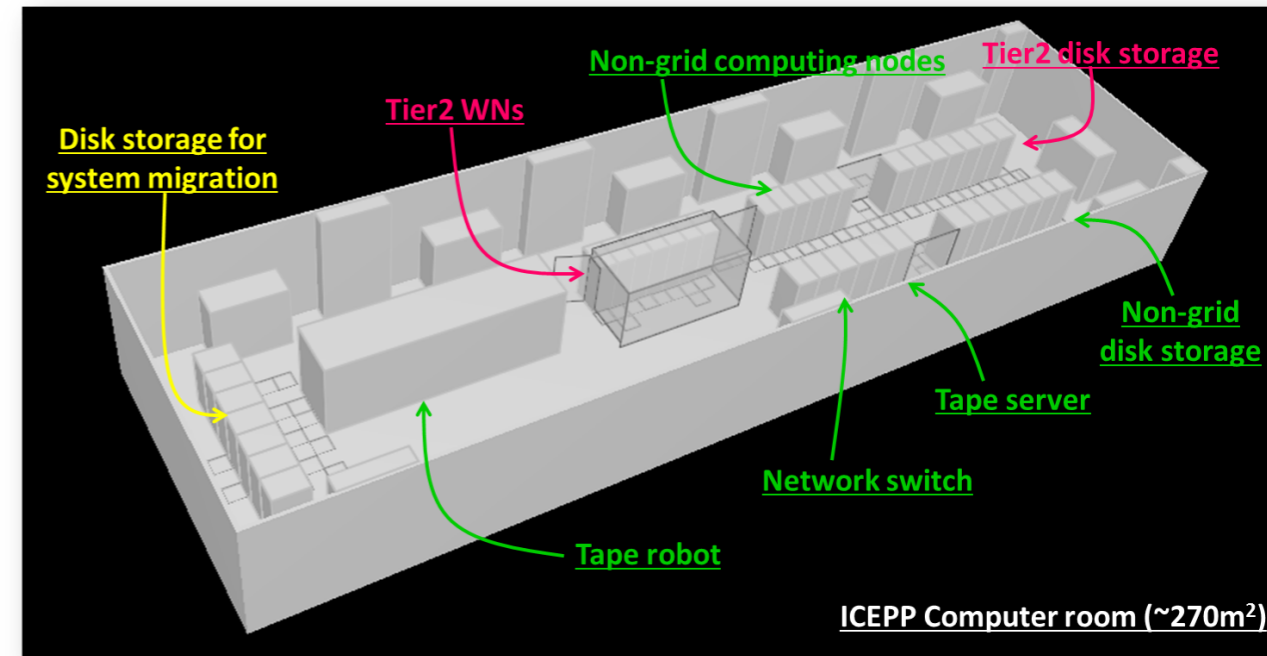 Non-grid computing nodes
Tier2 disk storage
Tier2 WNs
Disk storage for
system migration
Non-grid
disk storage
Tape server
Network switch
Tape robot
ICEPP Computer room (~270m²)